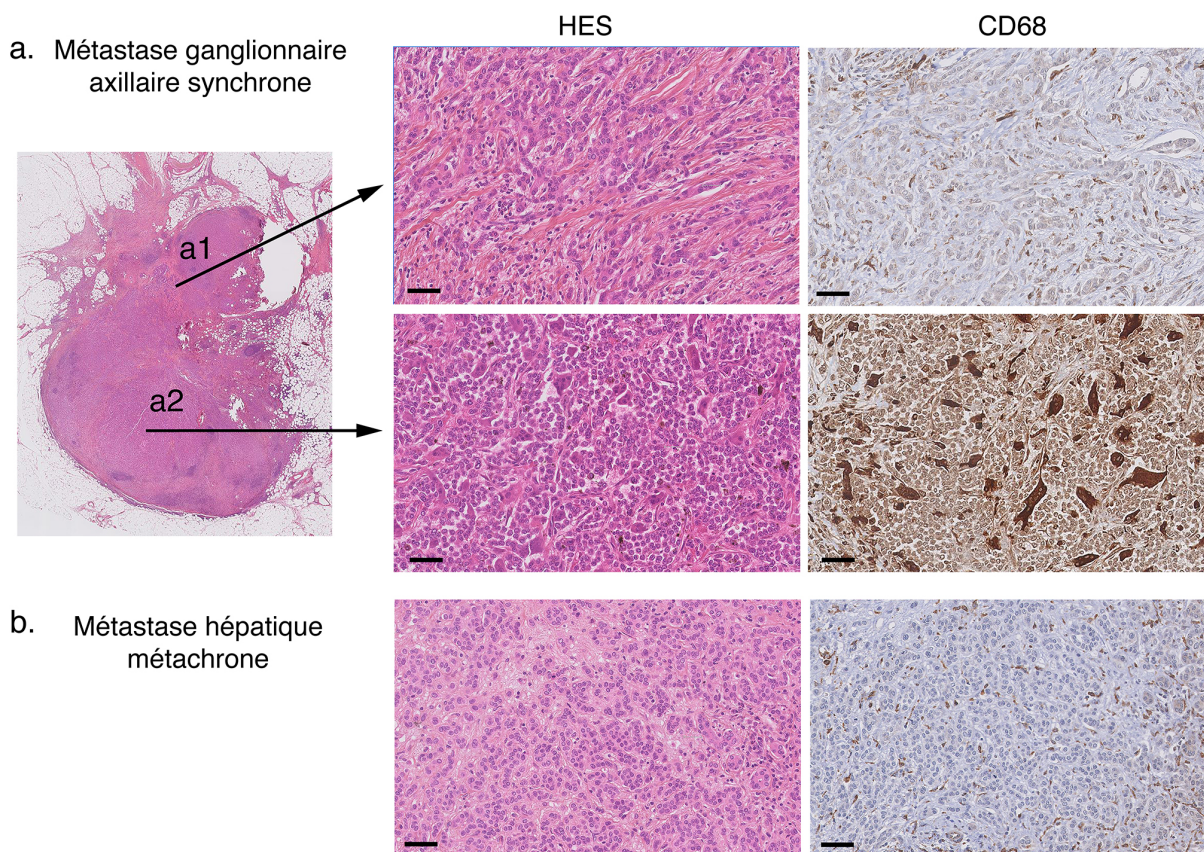 HES
CD68
a. Métastase ganglionnaire
axillaire synchrone
a1
a2
b. Métastase hépatique
métachrone